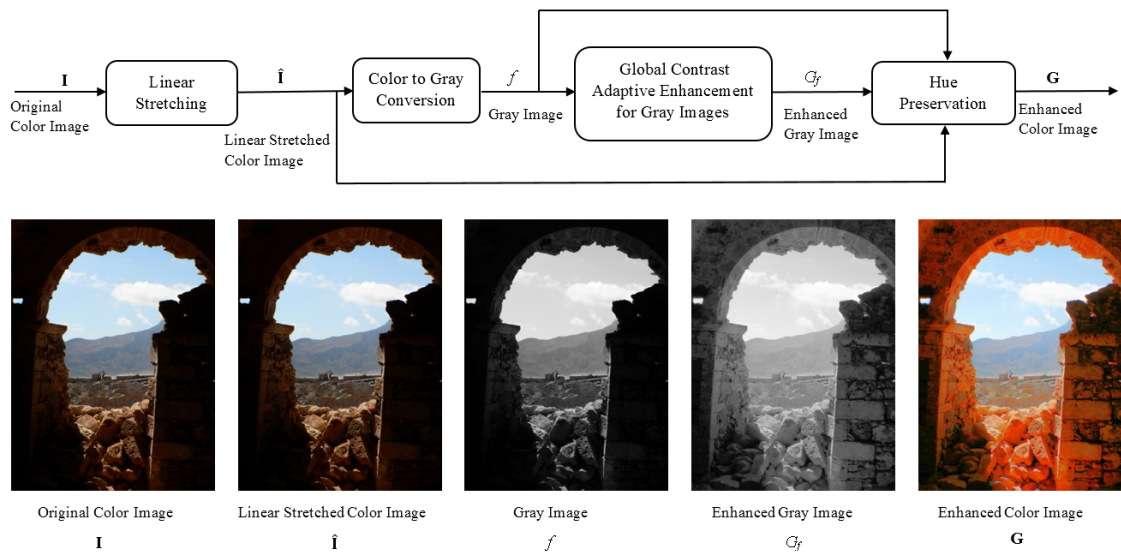 I
Original
Color Image
Linear
Stretching
Î
Linear Stretched
Color Image
Color to Gray
Conversion
f
Gray Image
Global Contrast
Adaptive Enhancement
for Gray Images
G_f
Enhanced
Gray Image
Hue
Preservation
G
Enhanced
Color Image
Original Color Image
I
Linear Stretched Color Image
Î
Gray Image
f
Enhanced Gray Image
G_f
Enhanced Color Image
G